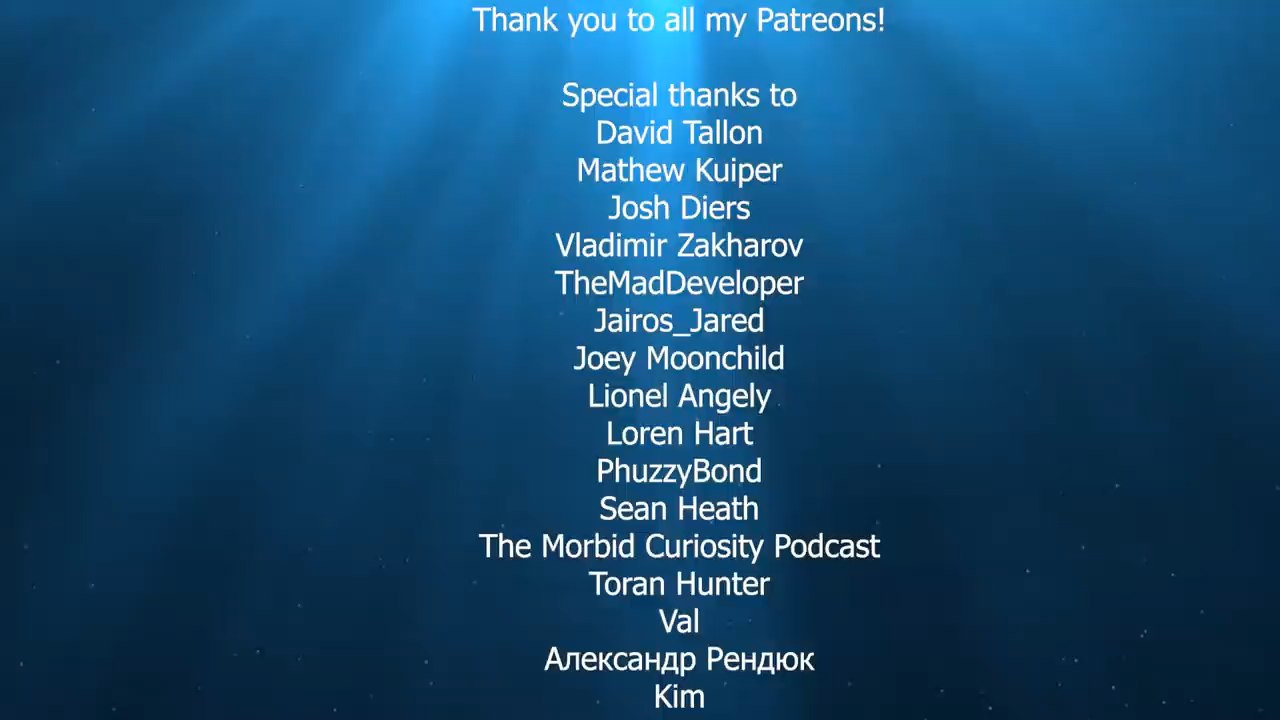 Thank you to all my Patreons!
Special thanks to
David Tallon
Mathew Kuiper
Josh Diers
Vladimir Zakharov
TheMadDeveloper
Jairos_Jared
Joey Moonchild
Lionel Angely
Loren Hart
PhuzzyBond
Sean Heath
The Morbid Curiosity Podcast
Toran Hunter
Val
Александр Рендюк
Kim